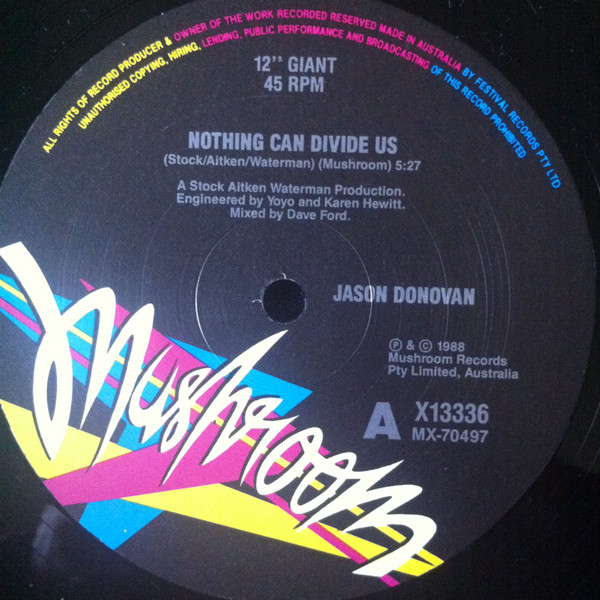 ALL RIGHTS OF RECORD PRODUCER & OWNER OF THE WORK RECORDED RESERVED MADE IN AUSTRALIA BY FESTIVAL RECORDS PTY LTD
UNAUTHORISED COPYING, HIRING, LENDING, PUBLIC PERFORMANCE AND BROADCASTING OF THIS RECORD PROHIBITED
12'' GIANT
45 RPM
NOTHING CAN DIVIDE US
(Stock/Aitken/Waterman) (Mushroom) 5:27
A Stock Aitken Waterman Production.
Engineered by Yoyo and Karen Hewitt.
Mixed by Dave Ford.
JASON DONOVAN
℗ & © 1988
Mushroom Records
Pty Limited, Australia
A X13336
MX-70497
Mushroom